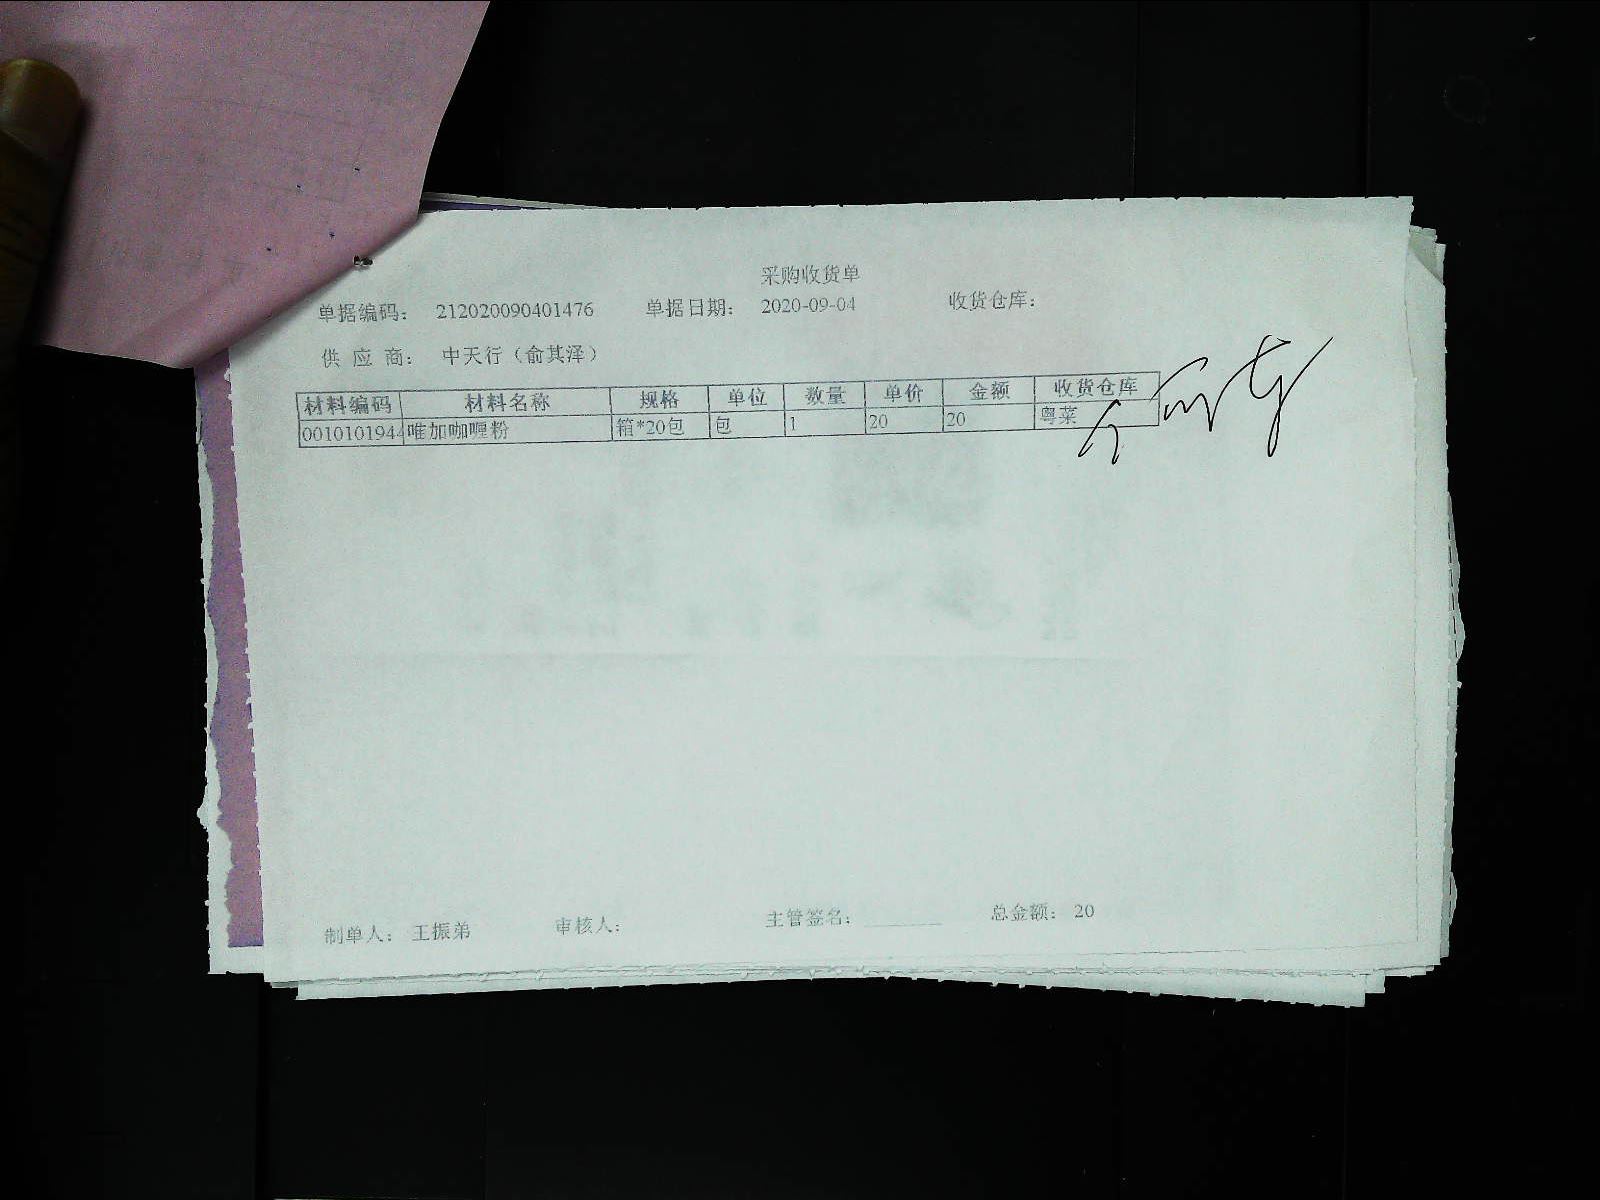 采购收货单
单据编码： 212020090401476 单据日期： 2020-09-04 收货仓库：
供 应 商： 中天行（俞其泽）
材料编码 材料名称 规格 单位 数量 单价 金额 收货仓库
0010101944 唯加咖喱粉 箱*20包 包 1 20 20 粤菜
制单人： 王振弟 审核人： 主管签名： 总金额： 20